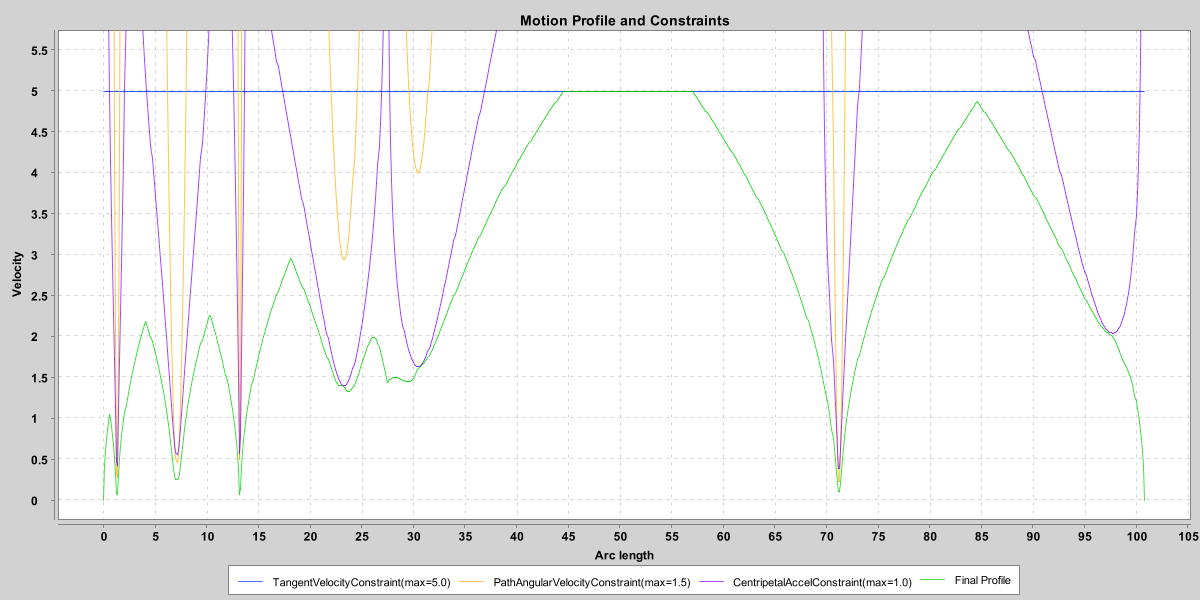 Motion Profile and Constraints
5.5
5
4.5
4
3.5
3
2.5
2
1.5
1
0.5
0
Velocity
0 5 10 15 20 25 30 35 40 45 50 55 60 65 70 75 80 85 90 95 100 105
Arc length
TangentVelocityConstraint(max=5.0) PathAngularVelocityConstraint(max=1.5) CentripetalAccelConstraint(max=1.0) Final Profile